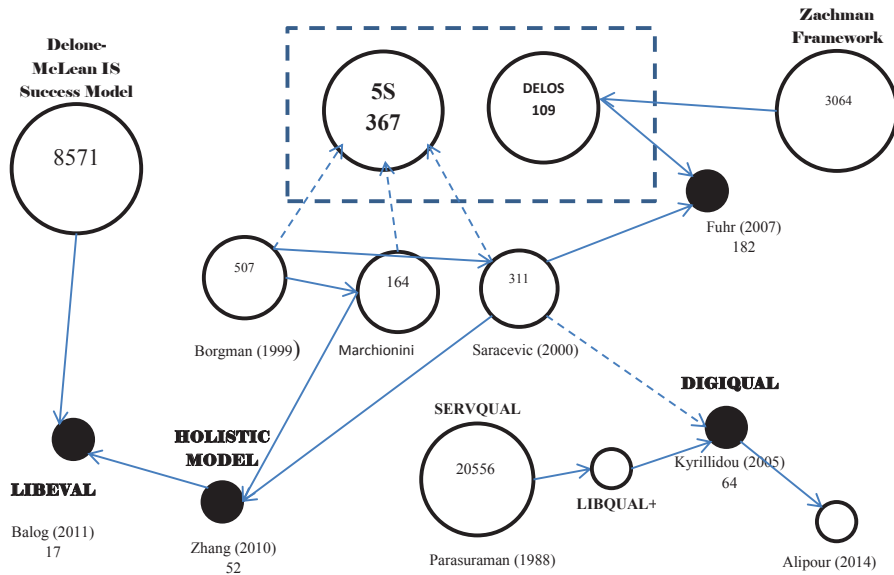 Delone-
McLean IS
Success Model
8571
5S
367
DELOS
109
Zachman
Framework
3064
Fuhr (2007)
182
507
Borgman (1999)
164
Marchionini
311
Saracevic (2000)
DIGIQUAL
Kyrillidou (2005)
64
SERVQUAL
20556
Parasuraman (1988)
LIBQUAL+
HOLISTIC
MODEL
Zhang (2010)
52
LIBEVAL
Balog (2011)
17
Alipour (2014)